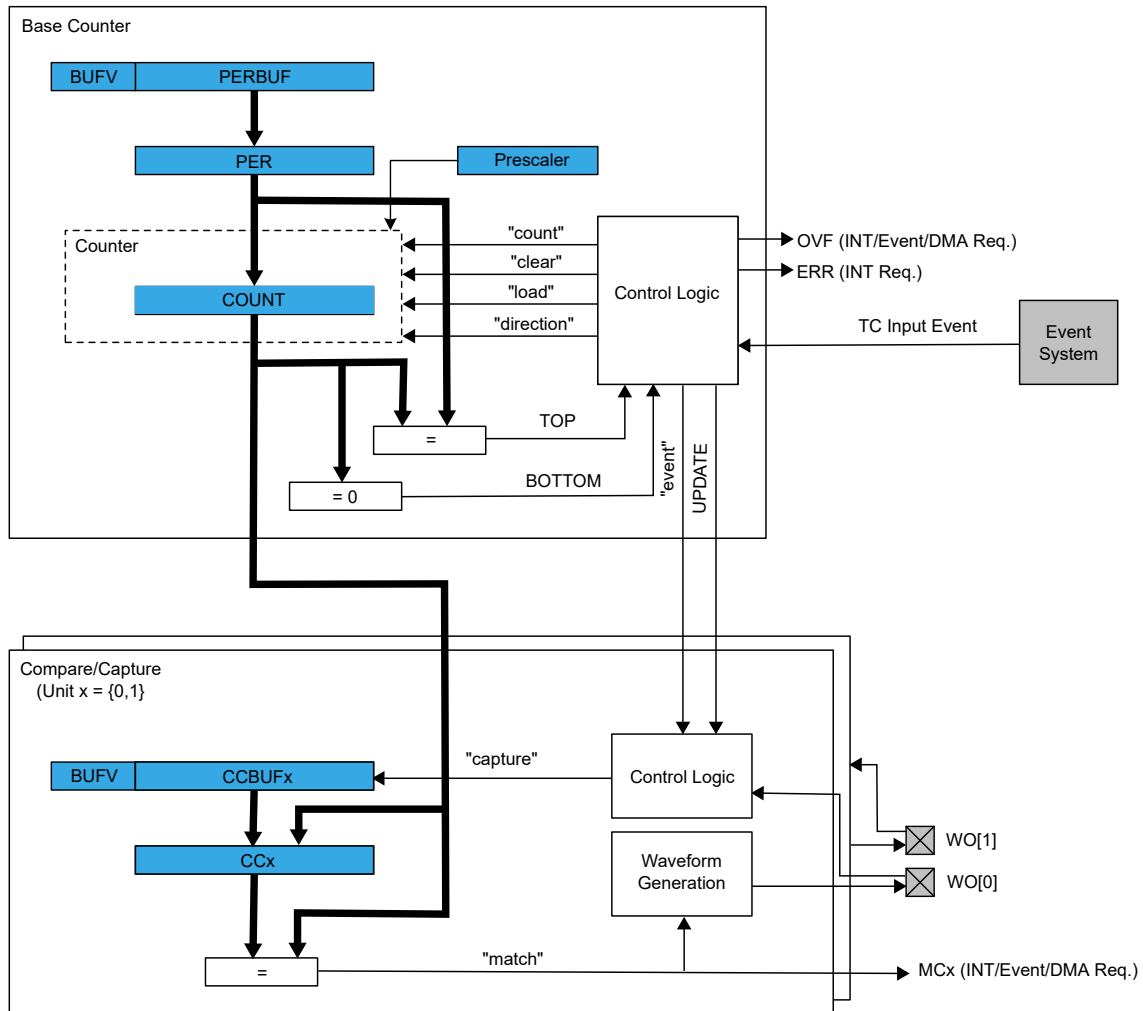 Base Counter
BUFV
PERBUF
PER
Prescaler
Counter
COUNT
"count"
"clear"
"load"
"direction"
Control Logic
OVF (INT/Event/DMA Req.)
ERR (INT Req.)
TC Input Event
Event
System
=
TOP
= 0
BOTTOM
"event"
UPDATE
Compare/Capture
(Unit x = {0,1}
BUFV
CCBUFx
"capture"
Control Logic
CCx
Waveform
Generation
WO[1]
WO[0]
=
"match"
MCx (INT/Event/DMA Req.)